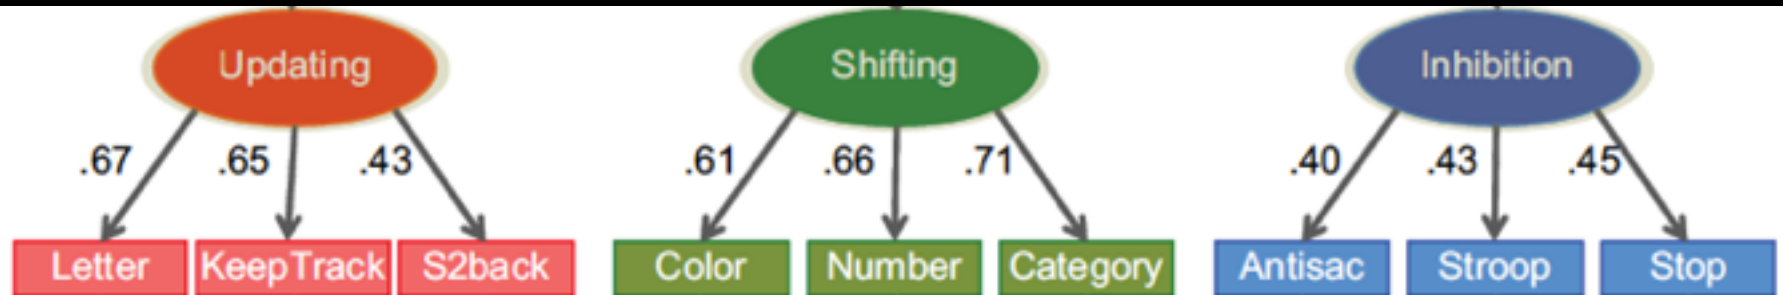 Updating Shifting Inhibition
.67 .65 .43 .61 .66 .71 .40 .43 .45
Letter KeepTrack S2back Color Number Category Antisac Stroop Stop